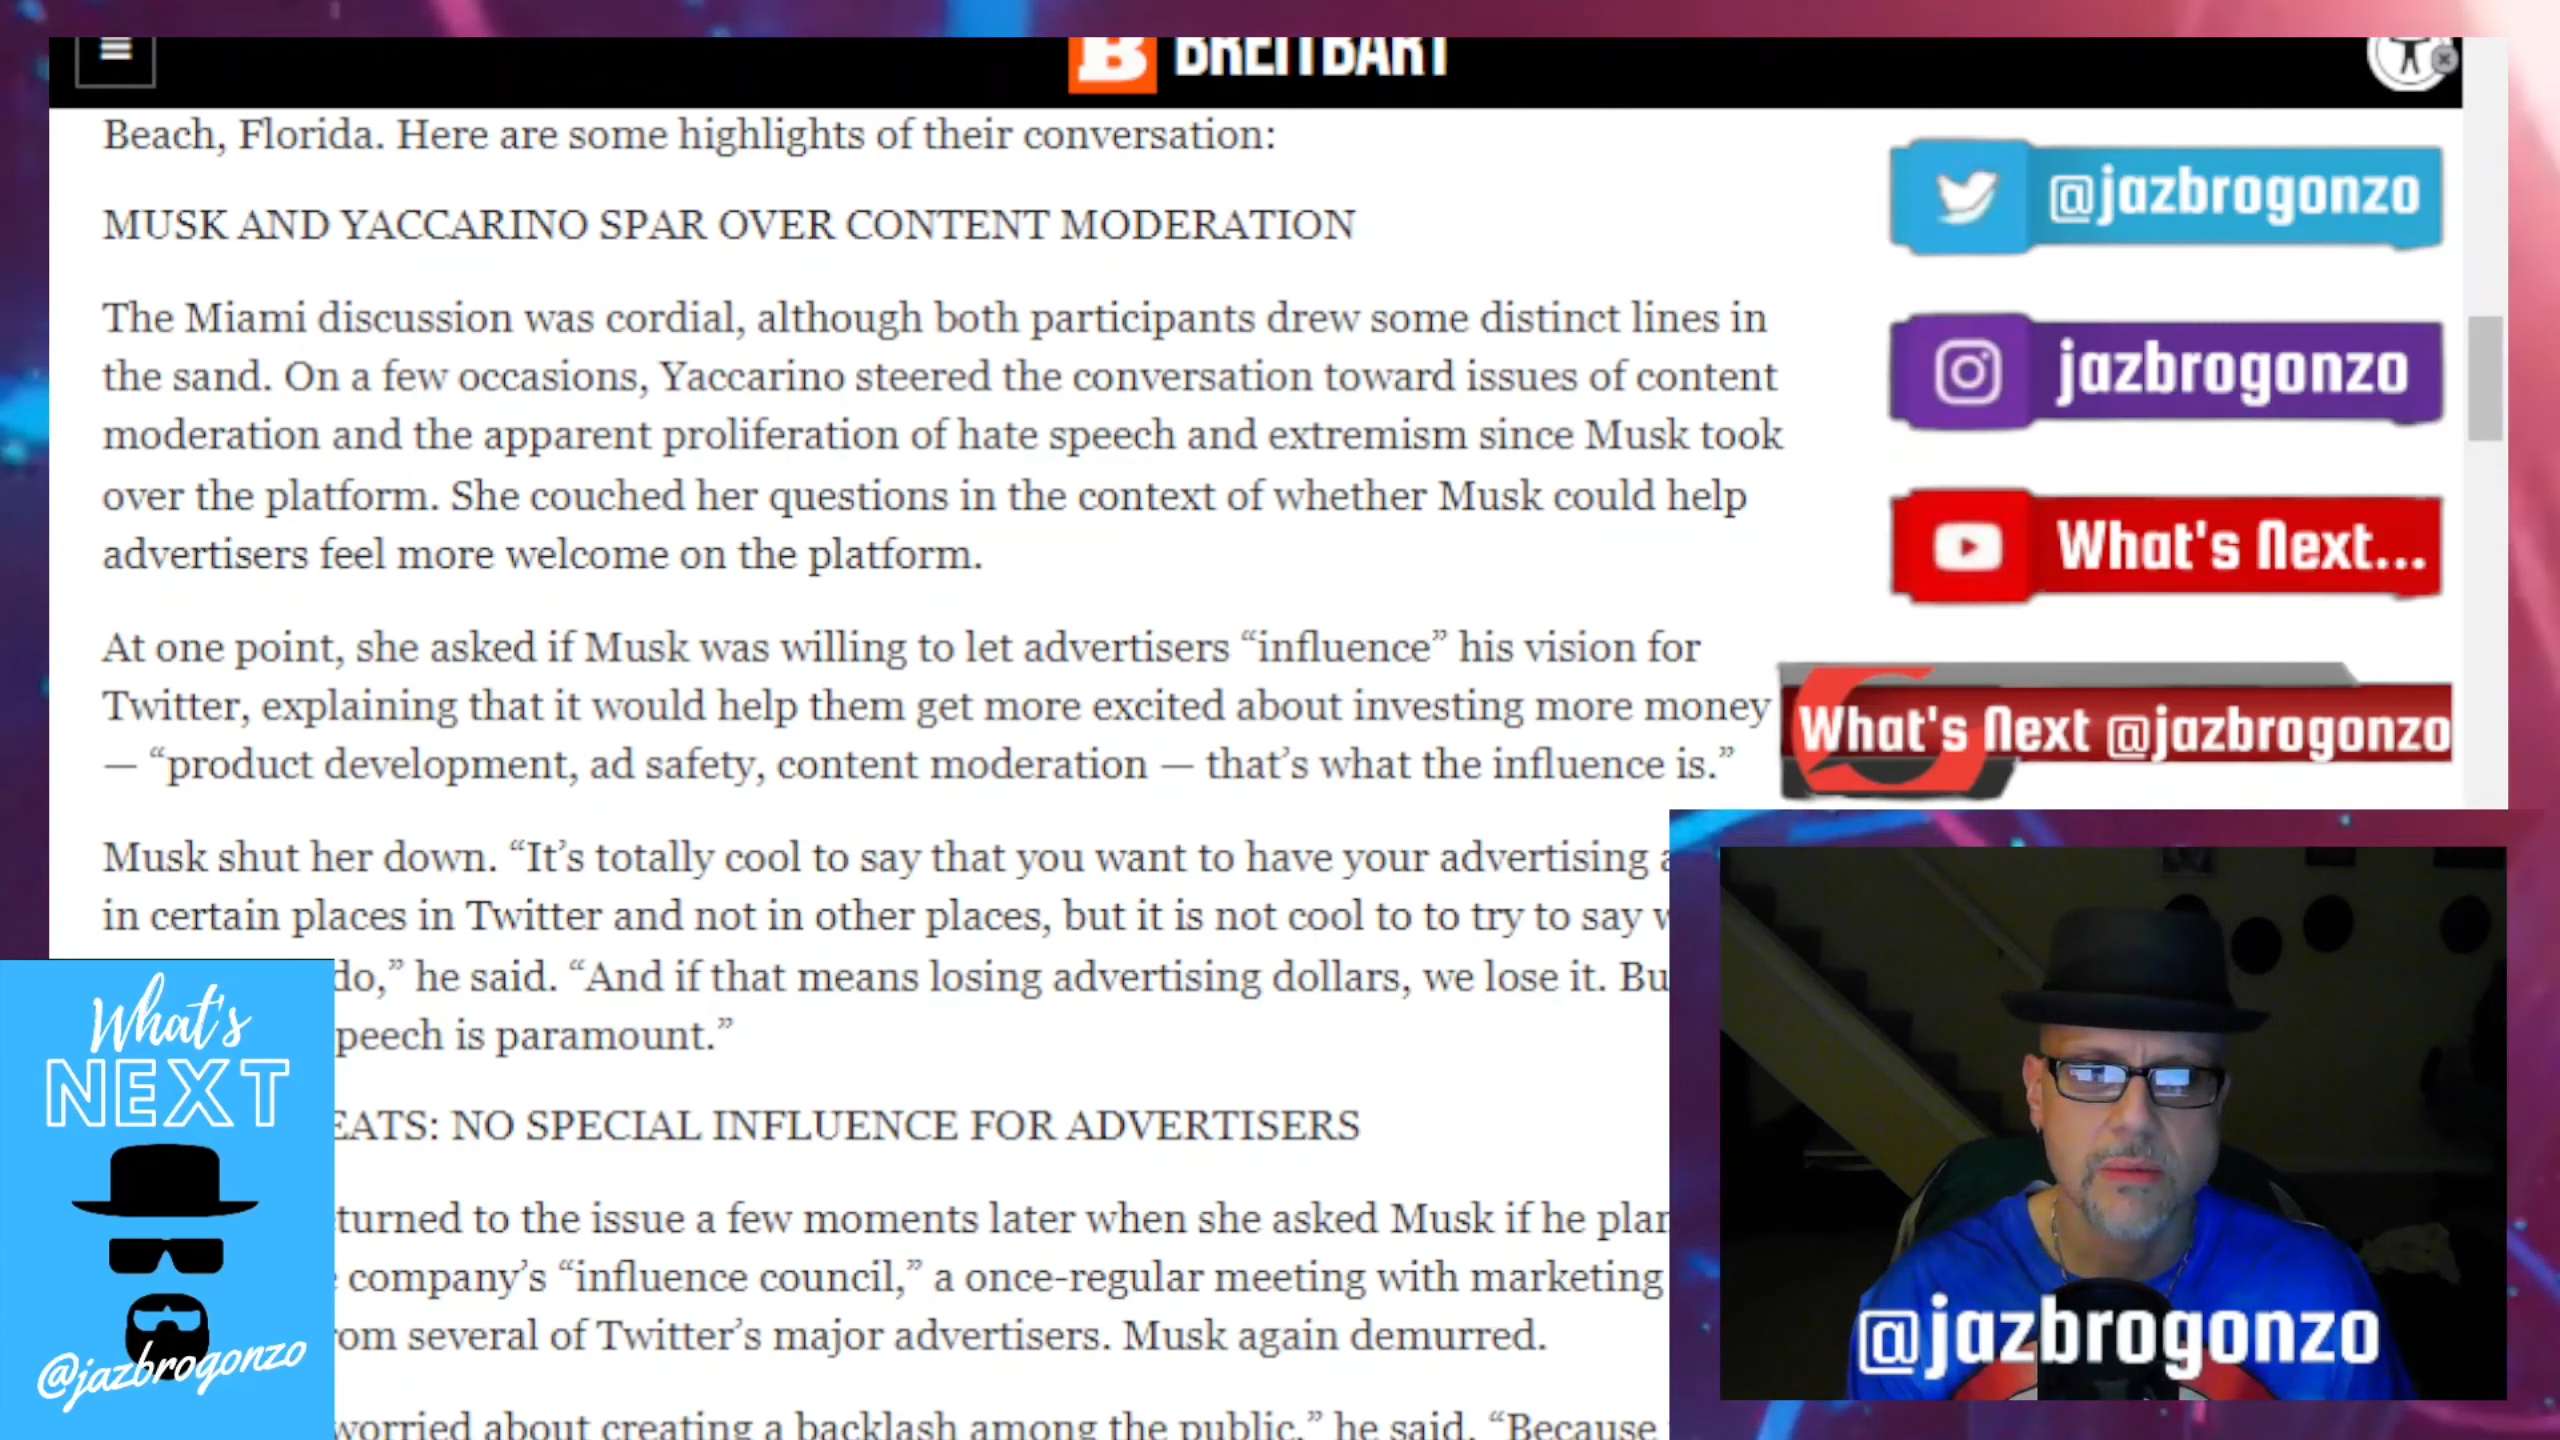 BREITBART
Beach, Florida. Here are some highlights of their conversation:
MUSK AND YACCARINO SPAR OVER CONTENT MODERATION
The Miami discussion was cordial, although both participants drew some distinct lines in
the sand. On a few occasions, Yaccarino steered the conversation toward issues of content
moderation and the apparent proliferation of hate speech and extremism since Musk took
over the platform. She couched her questions in the context of whether Musk could help
advertisers feel more welcome on the platform.
At one point, she asked if Musk was willing to let advertisers “influence” his vision for
Twitter, explaining that it would help them get more excited about investing more money
— “product development, ad safety, content moderation — that’s what the influence is.”
Musk shut her down. “It’s totally cool to say that you want to have your advertising
in certain places in Twitter and not in other places, but it is not cool to to try to say
do,” he said. “And if that means losing advertising dollars, we lose it.
peech is paramount.”
EATS: NO SPECIAL INFLUENCE FOR ADVERTISERS
turned to the issue a few moments later when she asked Musk if he
company’s “influence council,” a once-regular meeting with marketing
om several of Twitter’s major advertisers. Musk again demurred.
worried about creating a backlash among the public,” he said. “Because
@jazbrogonzo
jazbrogonzo
What's Next...
What's Next @jazbrogonzo
What's
NEXT
@jazbrogonzo
@jazbrogonzo